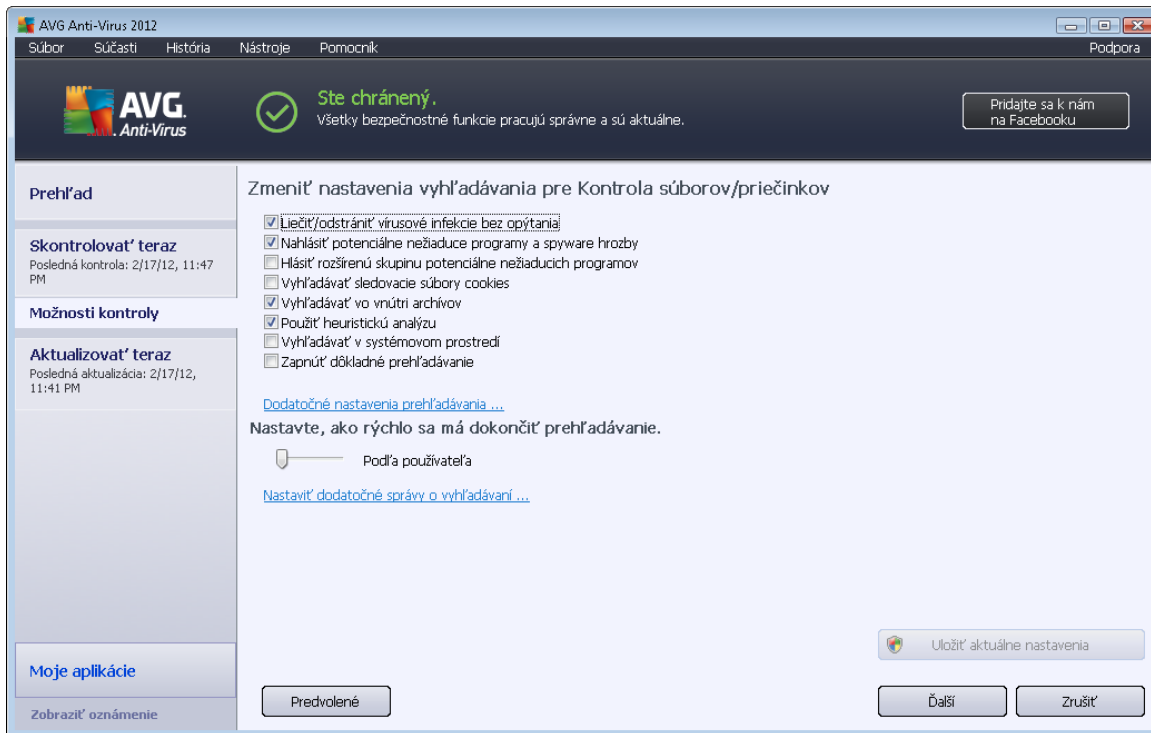 AVG Anti-Virus 2012
Súbor Súčasti História Nástroje Pomocník Podpora
AVG.
Anti-Virus
Ste chránený.
Všetky bezpečnostné funkcie pracujú správne a sú aktuálne.
Pridajte sa k nám
na Facebooku
Prehľad
Skontrolovať teraz
Posledná kontrola: 2/17/12, 11:47
PM
Možnosti kontroly
Aktualizovať teraz
Posledná aktualizácia: 2/17/12,
11:41 PM
Moje aplikácie
Zobraziť oznámenie
Zmeniť nastavenia vyhľadávania pre Kontrola súborov/priečinkov
Liečiť/odstrániť vírusové infekcie bez opýtania
Nahlásiť potenciálne nežiaduce programy a spyware hrozby
Hlásiť rozšírenú skupinu potenciálne nežiaducich programov
Vyhľadávať sledovacie súbory cookies
Vyhľadávať vo vnútri archívov
Použiť heuristickú analýzu
Vyhľadávať v systémovom prostredí
Zapnúť dôkladné prehľadávanie
Dodatočné nastavenia prehľadávania ...
Nastavte, ako rýchlo sa má dokončiť prehľadávanie.
Podľa používateľa
Nastaviť dodatočné správy o vyhľadávaní ...
Uložiť aktuálne nastavenia
Predvolené
Ďalší
Zrušiť